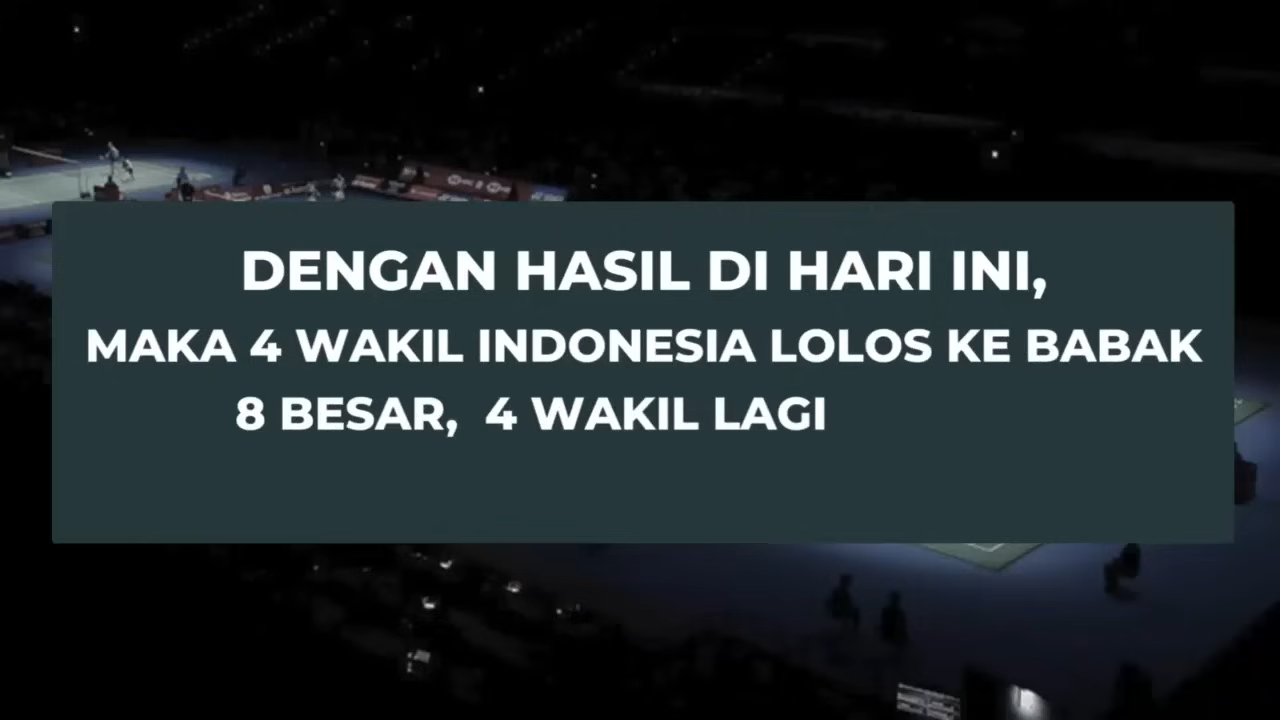 DENGAN HASIL DI HARI INI,
MAKA 4 WAKIL INDONESIA LOLOS KE BABAK
8 BESAR, 4 WAKIL LAGI